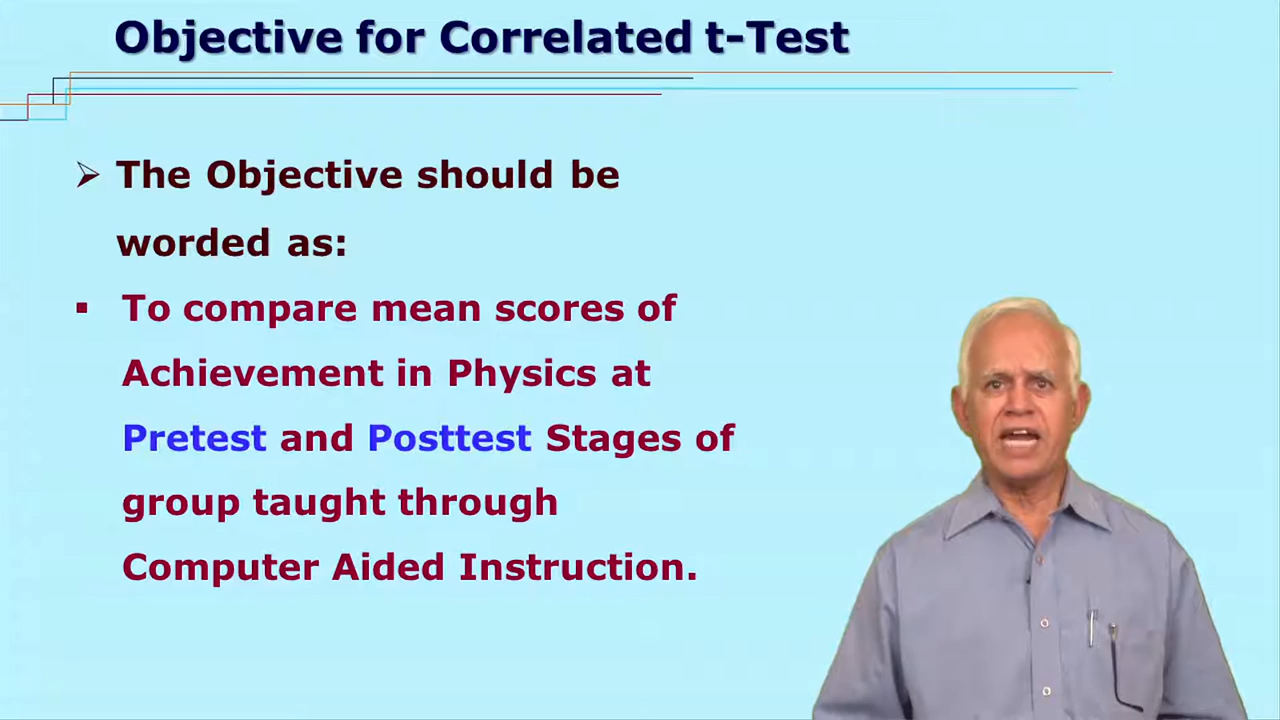 Objective for Correlated t-Test
The Objective should be
worded as:
To compare mean scores of
Achievement in Physics at
Pretest and Posttest Stages of
group taught through
Computer Aided Instruction.